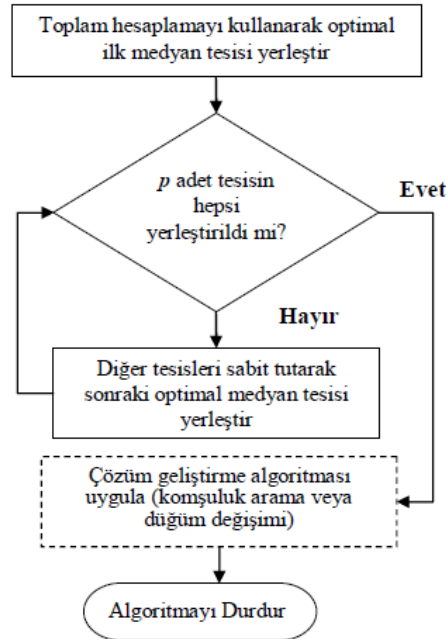 Toplam hesaplamayı kullanarak optimal
ilk medyan tesisi yerleştir
p adet tesisin
hepsi
yerleştirildi mi?
Evet
Hayır
Diğer tesisleri sabit tutarak
sonraki optimal medyan tesisi
yerleştir
Çözüm geliştirme algoritması
uygula (komşuluk arama veya
düğüm değişimi)
Algoritmayı Durdur